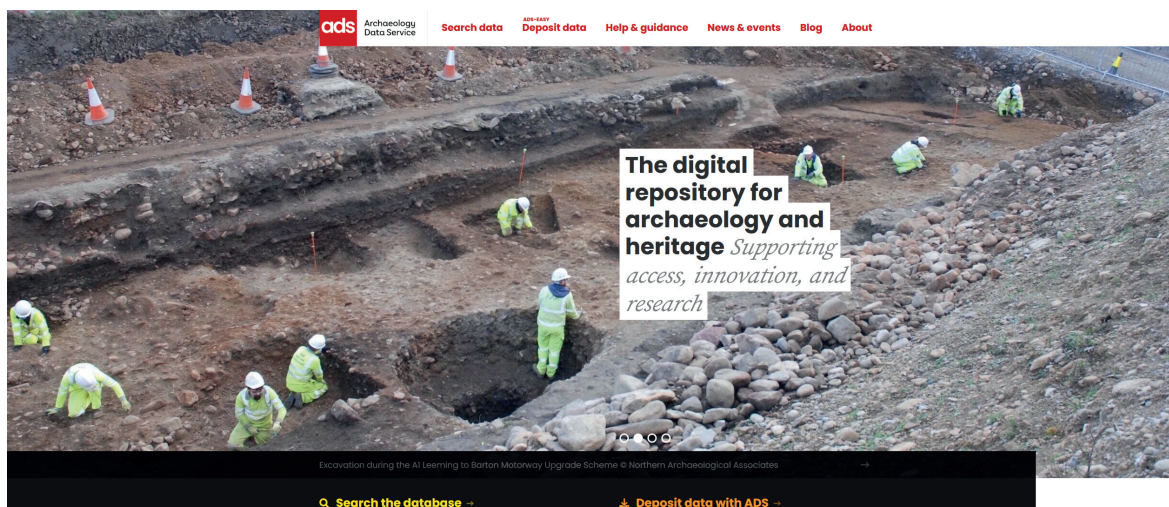 ads
Archaeology
Data Service
Search data
ADS-EASY
Deposit data
Help & guidance
News & events
Blog
About
The digital
repository for
archaeology and
heritage Supporting
access, innovation, and
research
Excavation during the A1 Leeming to Barton Motorway Upgrade Scheme © Northern Archaeological Associates →
Search the database →
Deposit data with ADS →